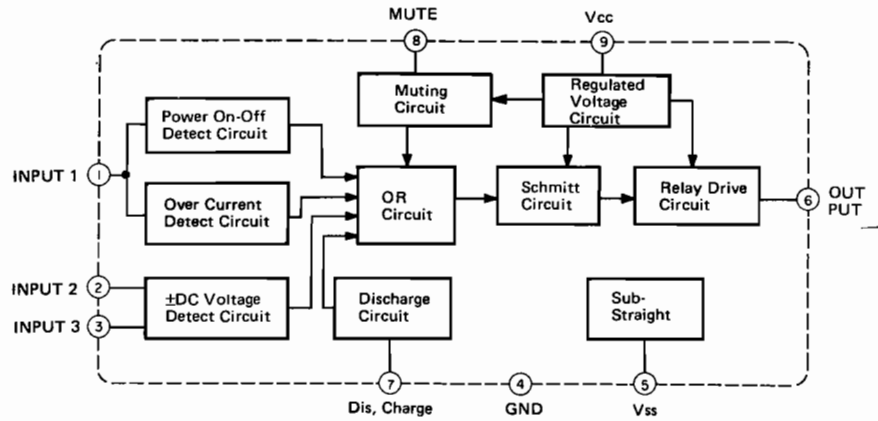 MUTE
Vcc
8
9
Muting
Circuit
Regulated
Voltage
Circuit
Power On-Off
Detect Circuit
INPUT 1
1
Over Current
Detect Circuit
OR
Circuit
Schmitt
Circuit
Relay Drive
Circuit
6
OUT
PUT
INPUT 2
2
±DC Voltage
Detect Circuit
INPUT 3
3
Discharge
Circuit
Sub-
Straight
7
4
5
Dis, Charge
GND
Vss